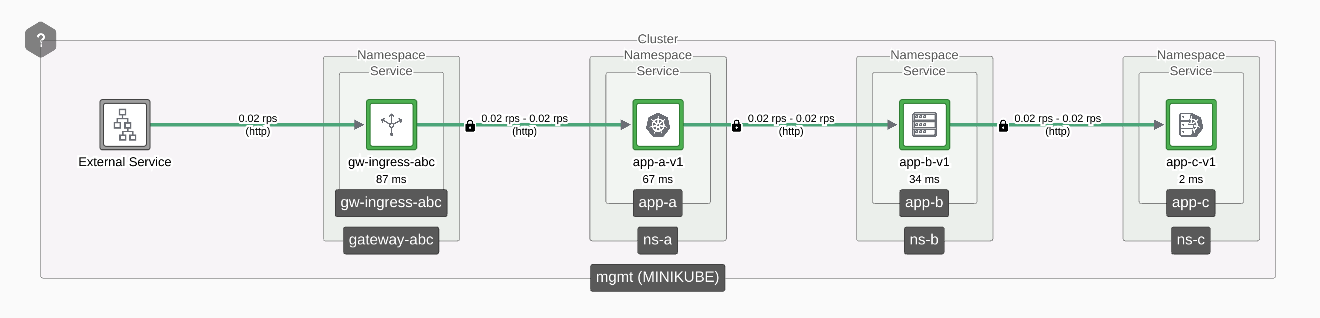 ?
Cluster
Namespace
Service
Namespace
Service
Namespace
Service
Namespace
Service
0.02 rps
(http)
0.02 rps - 0.02 rps
(http)
0.02 rps - 0.02 rps
(http)
0.02 rps - 0.02 rps
(http)
External Service
gw-ingress-abc
87 ms
gw-ingress-abc
gateway-abc
app-a-v1
67 ms
app-a
ns-a
app-b-v1
34 ms
app-b
ns-b
app-c-v1
2 ms
app-c
ns-c
mgmt (MINIKUBE)